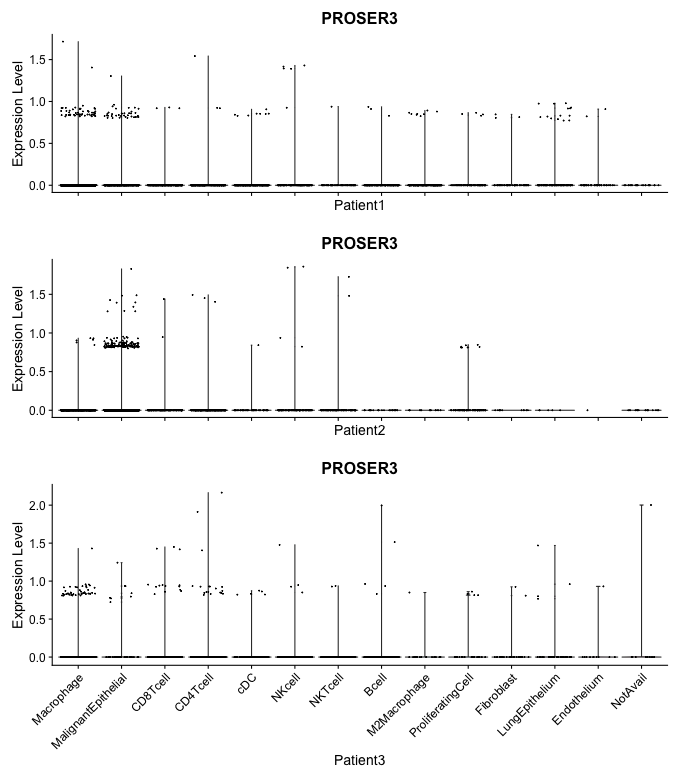 PROSER3
Expression Level
1.5
1.0
0.5
0.0
Patient1
PROSER3
Expression Level
1.5
1.0
0.5
0.0
Patient2
PROSER3
Expression Level
2.0
1.5
1.0
0.5
0.0
Macrophage
MalignantEpithelial
CD8Tcell
CD4Tcell
cDC
NKcell
NKTcell
Bcell
M2Macrophage
ProliferatingCell
Fibroblast
LungEpithelium
Endothelium
NotAvail
Patient3